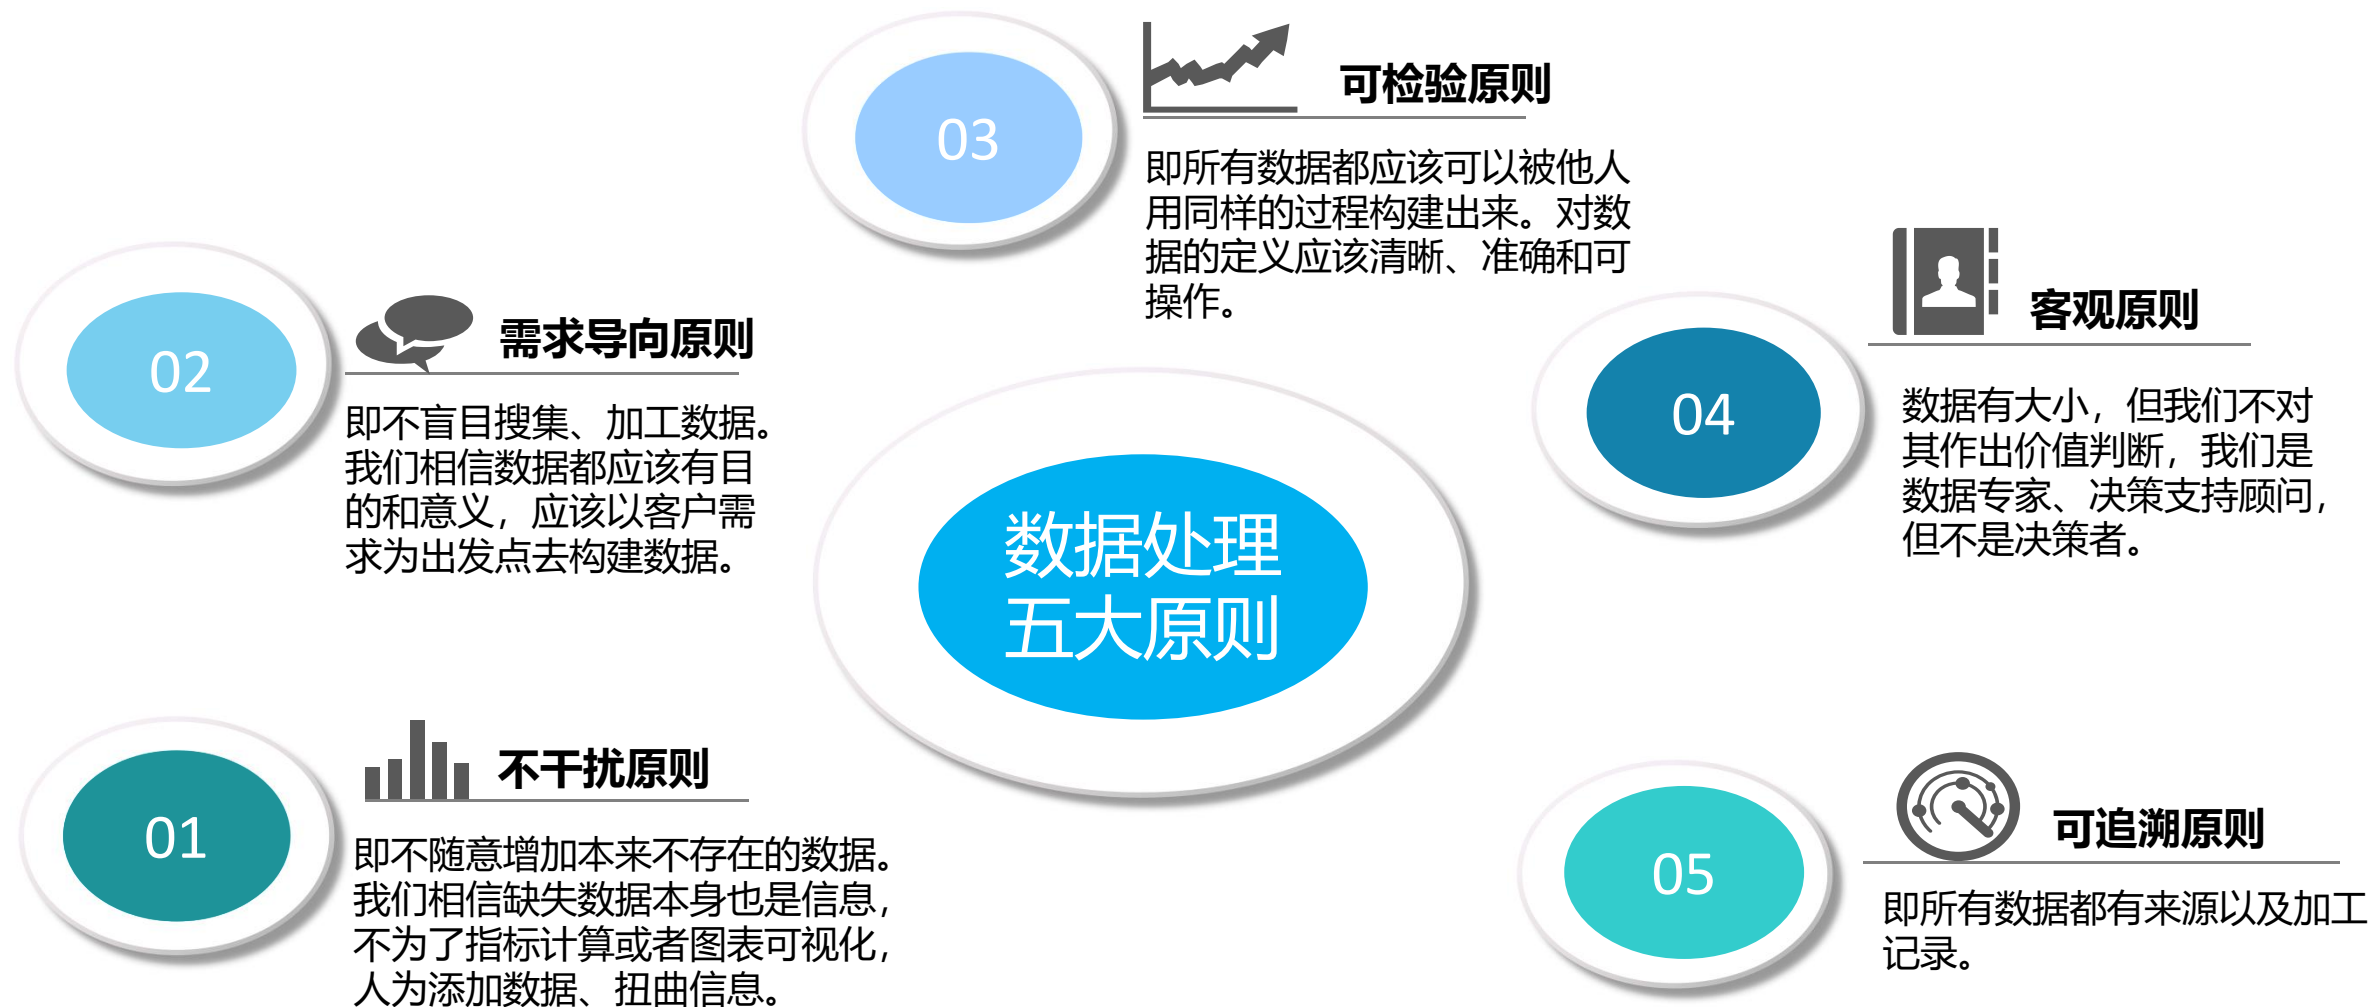 03
可检验原则
即所有数据都应该可以被他人
用同样的过程构建出来。对数
据的定义应该清晰、准确和可
操作。
02
需求导向原则
即不盲目搜集、加工数据。
我们相信数据都应该有目
的和意义，应该以客户需
求为出发点去构建数据。
04
客观原则
数据有大小，但我们不对
其作出价值判断，我们是
数据专家、决策支持顾问，
但不是决策者。
数据处理
五大原则
01
不干扰原则
即不随意增加本来不存在的数据。
我们相信缺失数据本身也是信息，
不为了指标计算或者图表可视化，
人为添加数据、扭曲信息。
05
可追溯原则
即所有数据都有来源以及加工
记录。